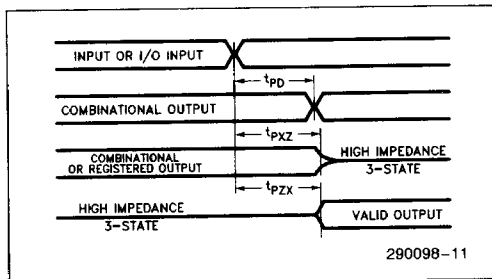 INPUT OR I/O INPUT
tPD
COMBINATIONAL OUTPUT
tPXZ
COMBINATIONAL
OR REGISTERED OUTPUT
HIGH IMPEDANCE
3-STATE
tPZX
HIGH IMPEDANCE
3-STATE
VALID OUTPUT
290098-11